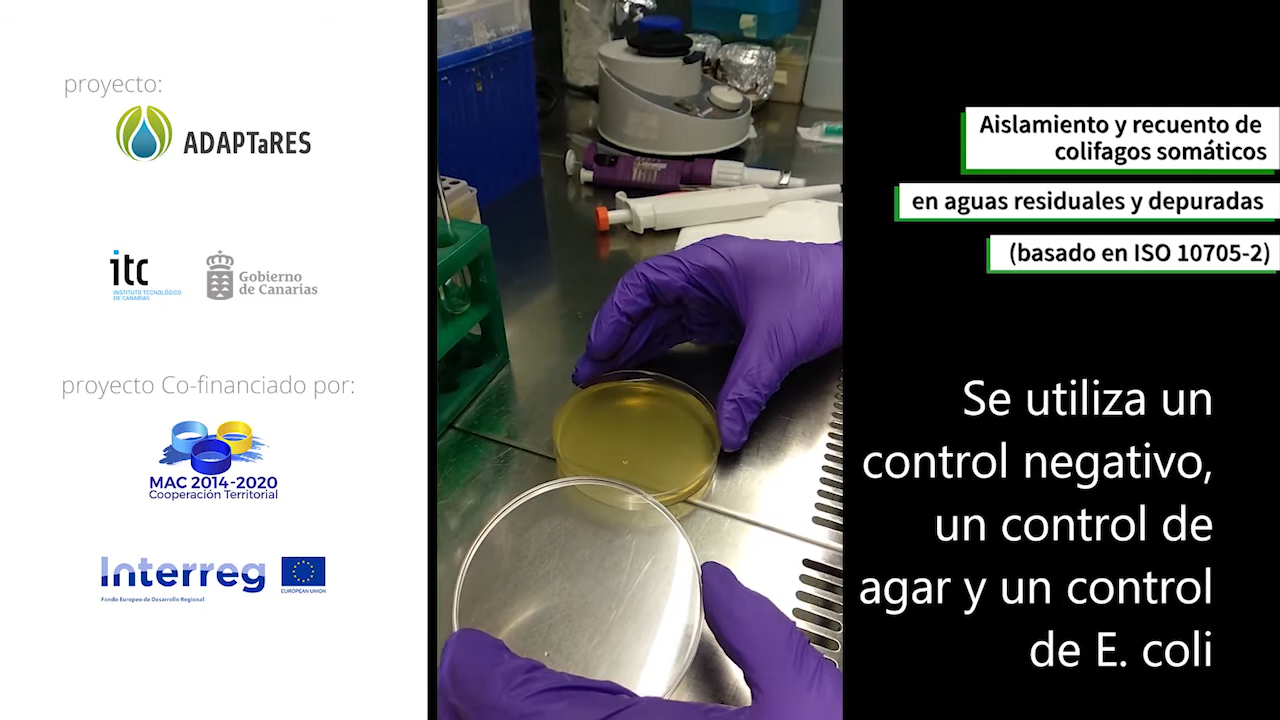 proyecto:
ADAPTaRES
itc
INSTITUTO TECNOLÓGICO
DE CANARIAS
Gobierno
de Canarias
proyecto Co-financiado por:
MAC 2014-2020
Cooperación Territorial
Interreg
EUROPEAN UNION
Fondo Europeo de Desarrollo Regional
Aislamiento y recuento de
colifagos somáticos
en aguas residuales y depuradas
(basado en ISO 10705-2)
Se utiliza un
control negativo,
un control de
agar y un control
de E. coli